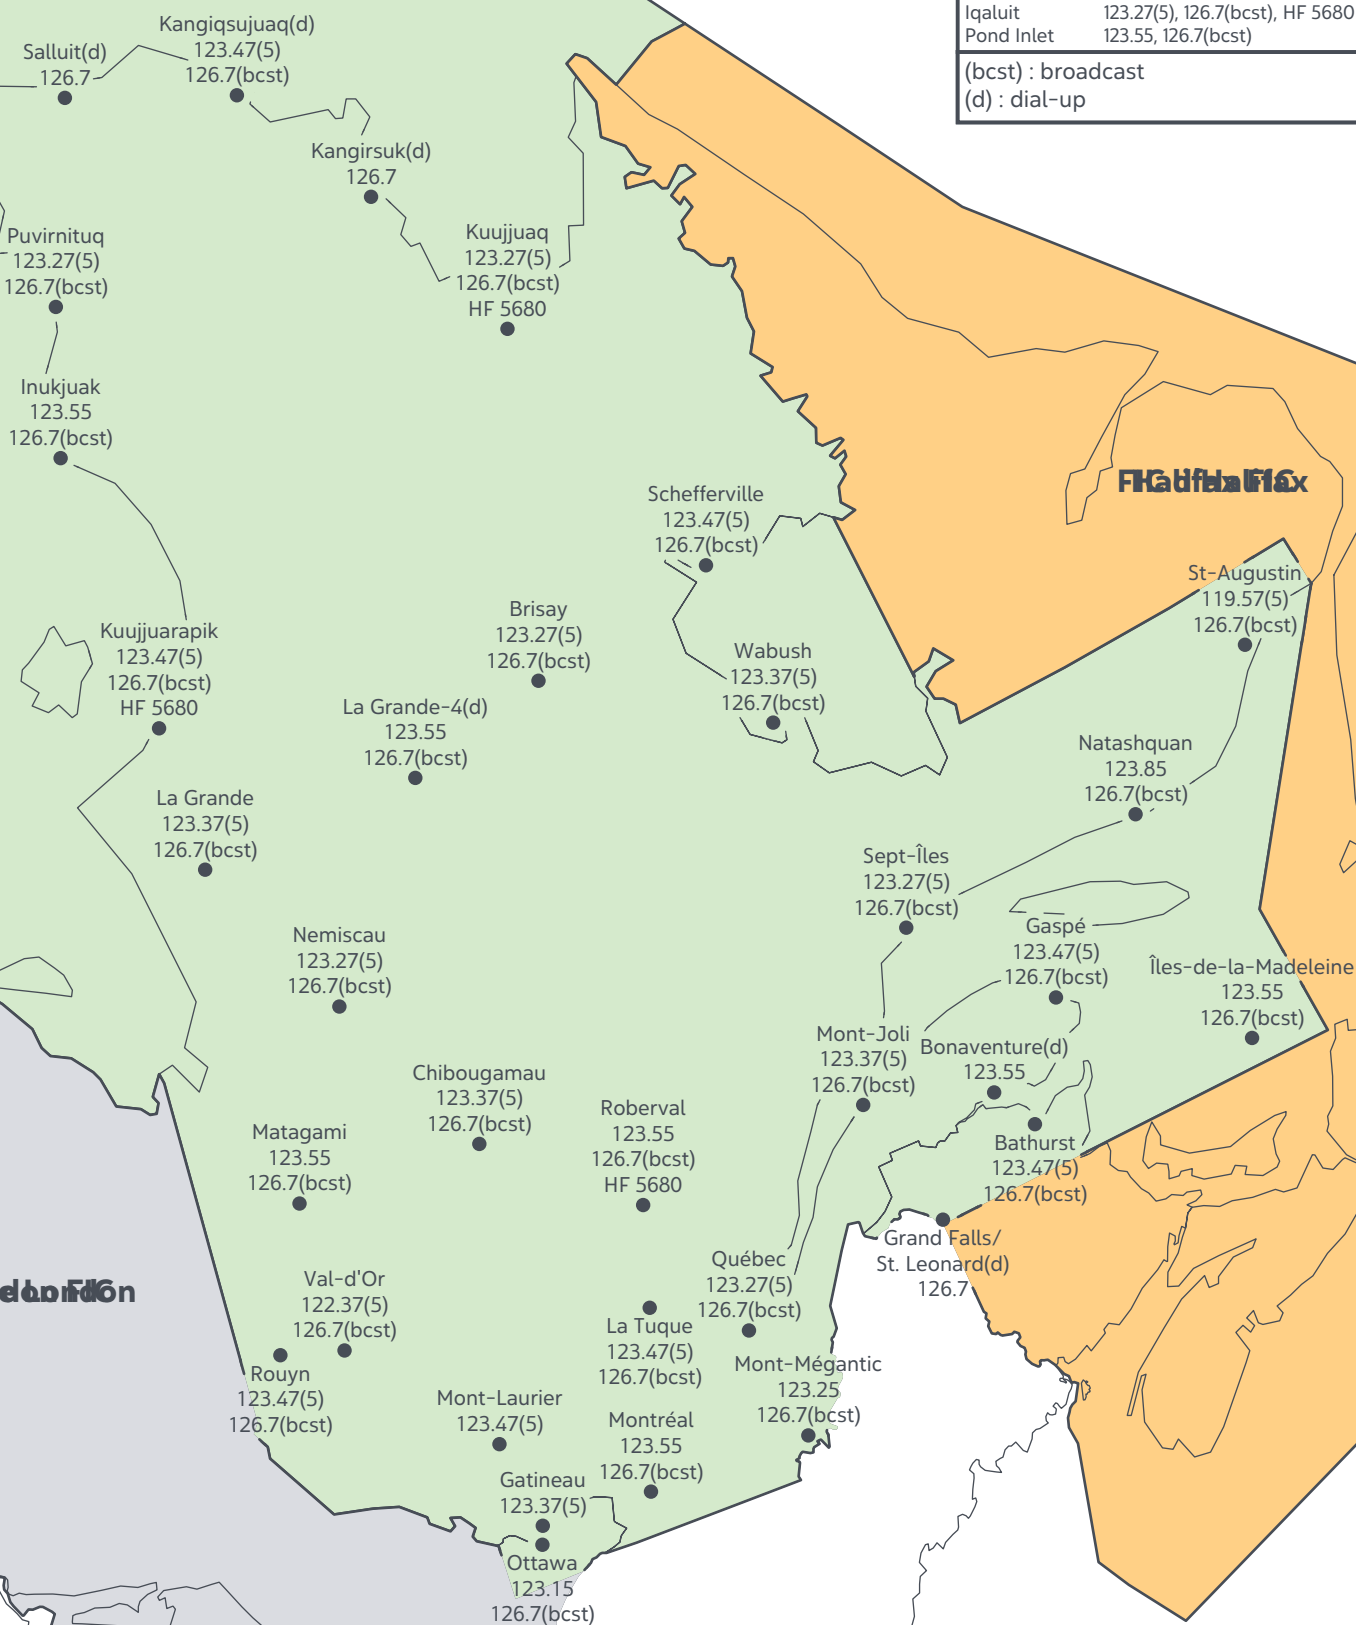 Iqaluit 123.27(5), 126.7(bcst), HF 5680
Pond Inlet 123.55, 126.7(bcst)
(bcst) : broadcast
(d) : dial-up
Kangiqsujuaq(d)
123.47(5)
126.7(bcst)
Salluit(d)
126.7
Kangirsuk(d)
126.7
Puvirnituq
123.27(5)
126.7(bcst)
Kuujjuaq
123.27(5)
126.7(bcst)
HF 5680
Inukjuak
123.55
126.7(bcst)
Schefferville
123.47(5)
126.7(bcst)
St-Augustin
119.57(5)
126.7(bcst)
Brisay
123.27(5)
126.7(bcst)
Kuujjuarapik
123.47(5)
126.7(bcst)
HF 5680
Wabush
123.37(5)
126.7(bcst)
La Grande-4(d)
123.55
126.7(bcst)
Natashquan
123.85
126.7(bcst)
La Grande
123.37(5)
126.7(bcst)
Sept-Îles
123.27(5)
126.7(bcst)
Gaspé
123.47(5)
126.7(bcst)
Nemiscau
123.27(5)
126.7(bcst)
Îles-de-la-Madeleine
123.55
126.7(bcst)
Mont-Joli
123.37(5)
126.7(bcst)
Bonaventure(d)
123.55
Chibougamau
123.37(5)
126.7(bcst)
Roberval
123.55
126.7(bcst)
HF 5680
Matagami
123.55
126.7(bcst)
Bathurst
123.47(5)
126.7(bcst)
Grand Falls/
St. Leonard(d)
126.7
Québec
123.27(5)
126.7(bcst)
Val-d'Or
122.37(5)
126.7(bcst)
La Tuque
123.47(5)
126.7(bcst)
Mont-Mégantic
123.25
126.7(bcst)
Rouyn
123.47(5)
126.7(bcst)
Mont-Laurier
123.47(5)
Montréal
123.55
126.7(bcst)
Gatineau
123.37(5)
Ottawa
123.15
126.7(bcst)